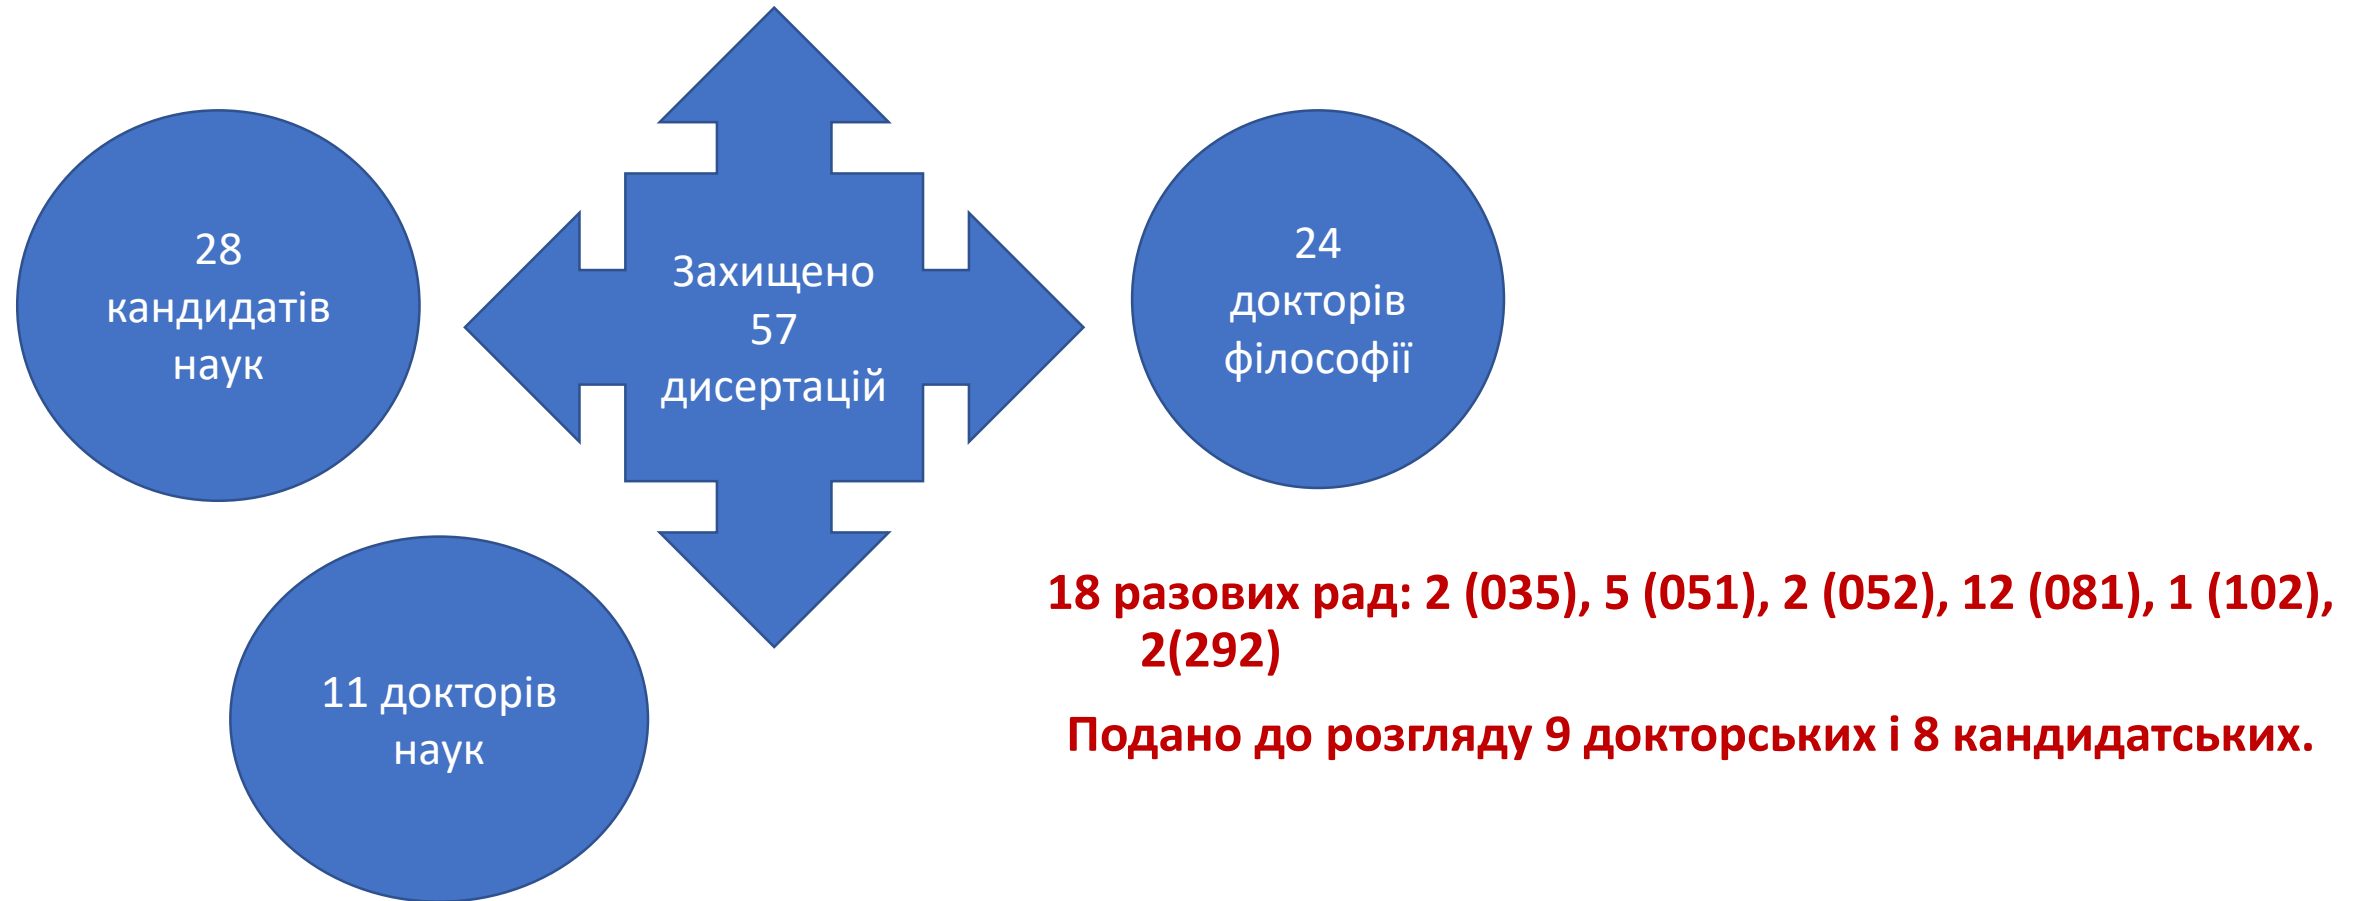 28
кандидатів
наук
Захищено
57
дисертацій
24
докторів
філософії
11 докторів
наук
18 разових рад: 2 (035), 5 (051), 2 (052), 12 (081), 1 (102),
2(292)
Подано до розгляду 9 докторських і 8 кандидатських.